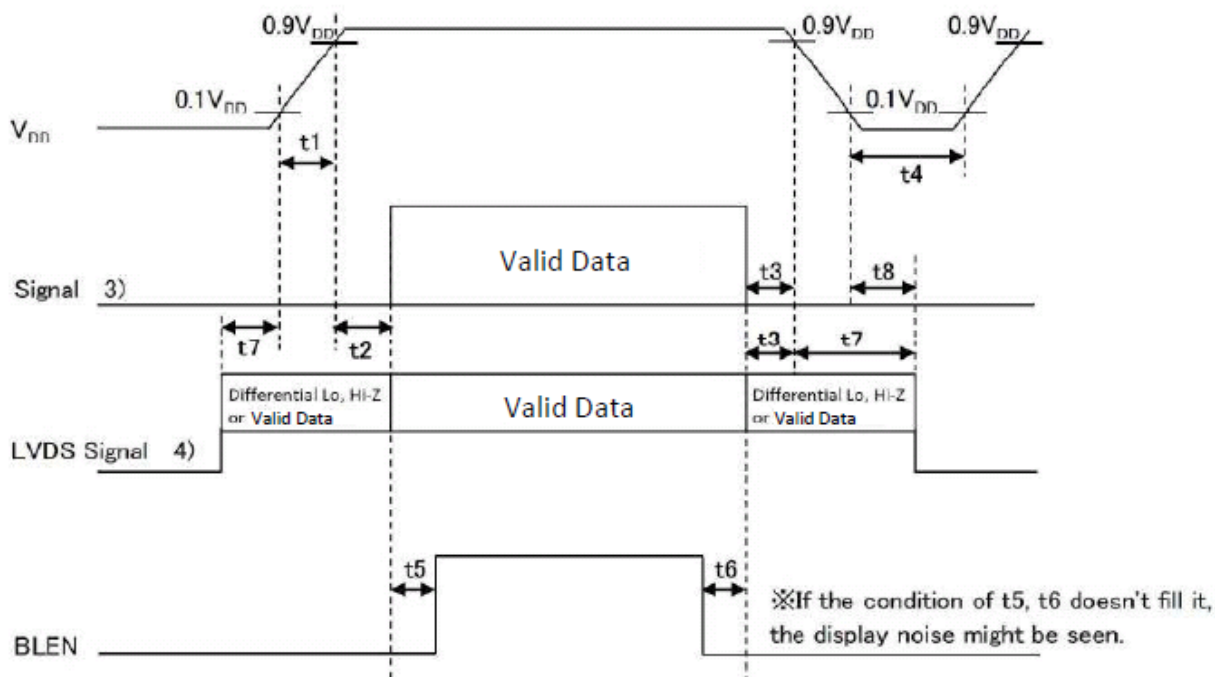 0.9VDD
0.9VDD
0.9VDD
0.1VDD
0.1VDD
VDD
t1
t4
Valid Data
t3
t8
Signal 3)
t7
t2
t3
t7
Differential Lo, Hi-Z
or Valid Data
Valid Data
Differential Lo, Hi-Z
or Valid Data
LVDS Signal 4)
t5
t6
※If the condition of t5, t6 doesn't fill it,
the display noise might be seen.
BLEN